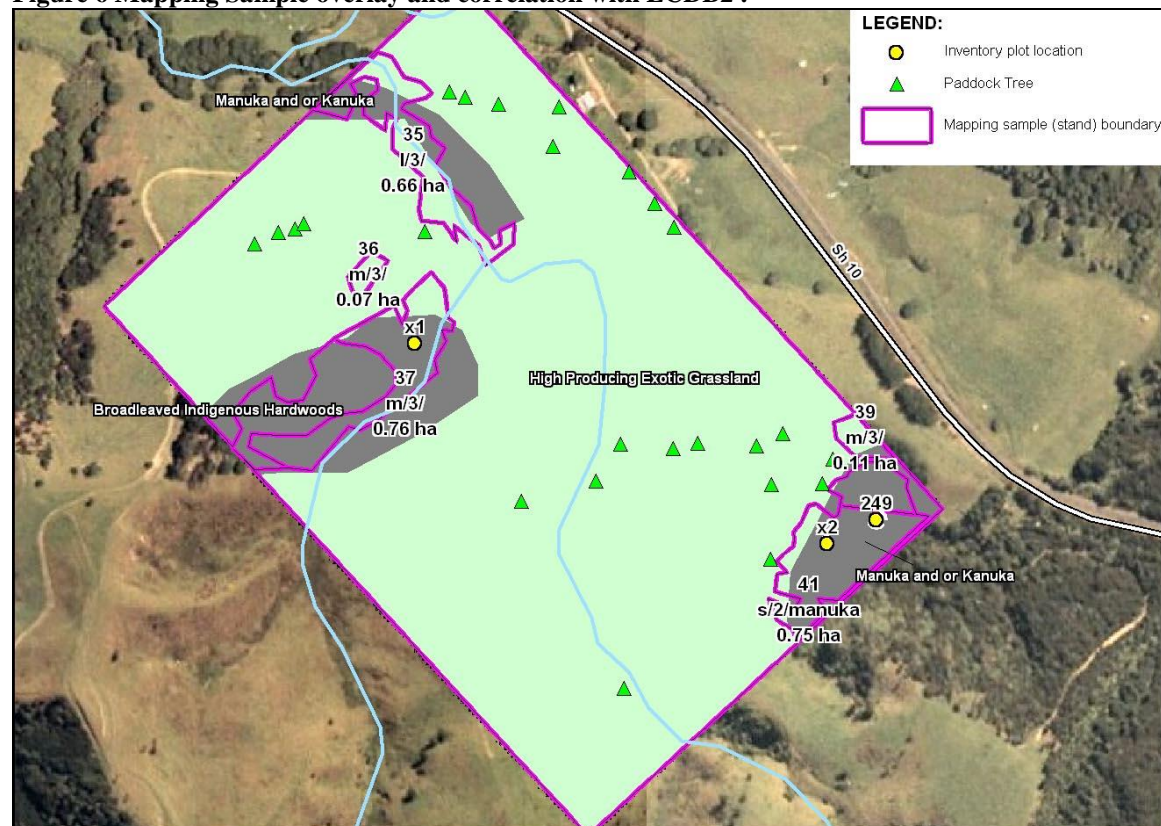 Figure 6 Mapping Sample overlay and correlation with LCDB2 .
LEGEND:
Inventory plot location
Paddock Tree
Mapping sample (stand) boundary
Manuka and or Kanuka
35
l/3/
0.66 ha
36
m/3/
0.07 ha
x1
37
m/3/
0.76 ha
Broadleaved Indigenous Hardwoods
High Producing Exotic Grassland
Sh 10
39
m/3/
0.11 ha
249
x2
Manuka and or Kanuka
41
s/2/manuka
0.75 ha